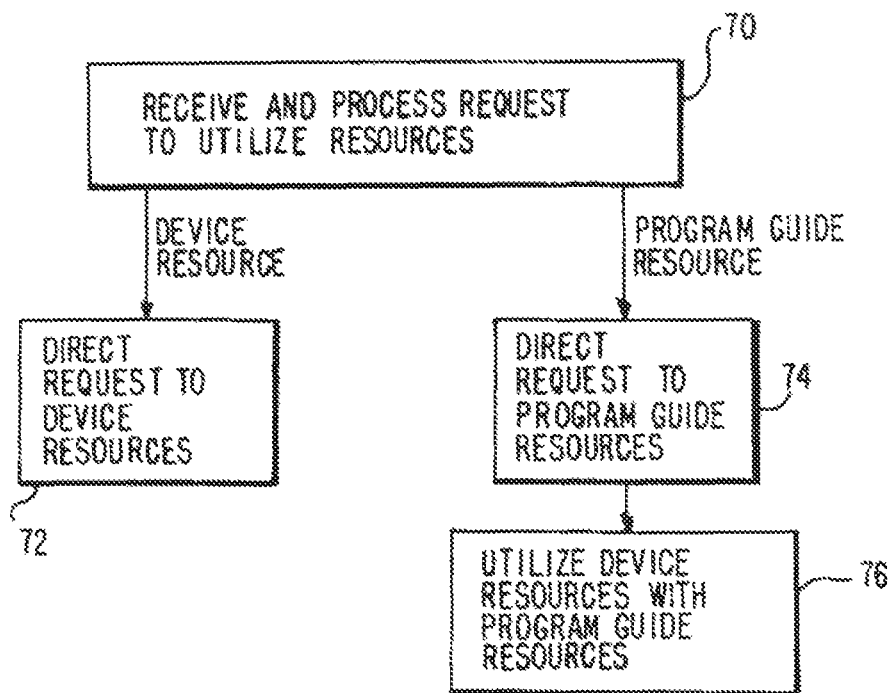 70
RECEIVE AND PROCESS REQUEST
TO UTILIZE RESOURCES
DEVICE
RESOURCE
PROGRAM GUIDE
RESOURCE
DIRECT
REQUEST TO
DEVICE
RESOURCES
72
DIRECT
REQUEST TO
PROGRAM GUIDE
RESOURCES
74
UTILIZE DEVICE
RESOURCES WITH
PROGRAM GUIDE
RESOURCES
76